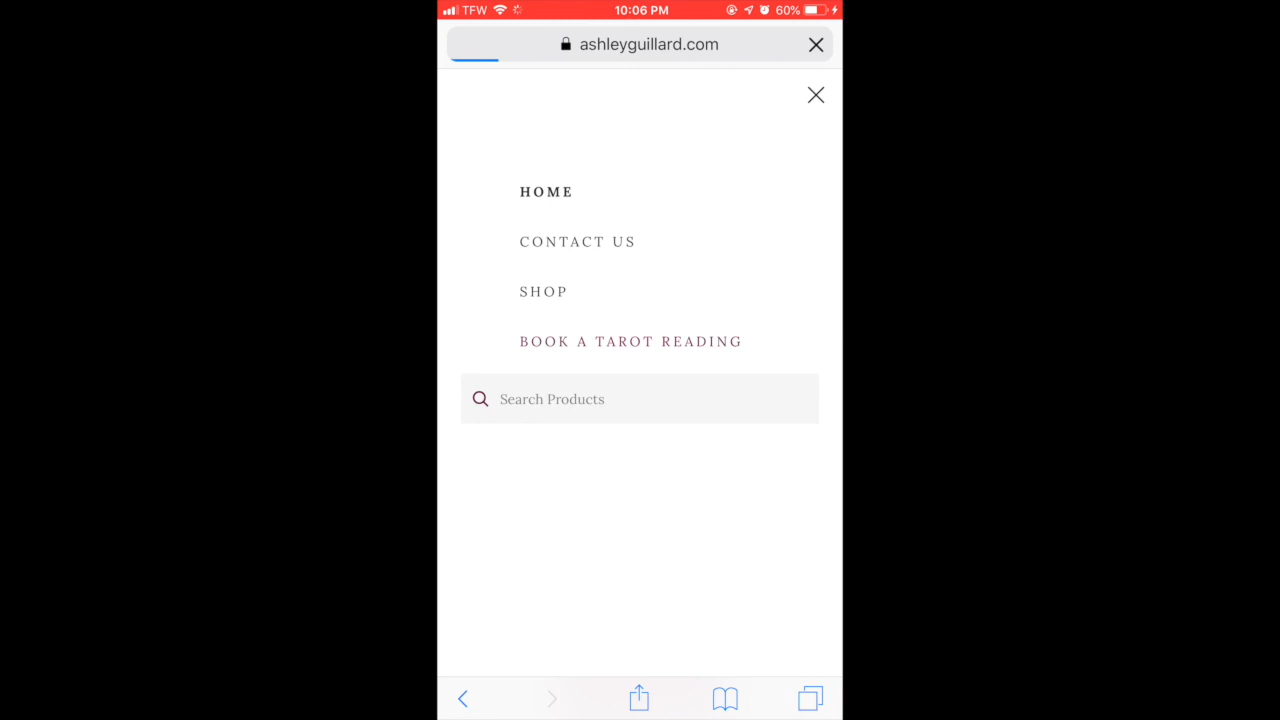 TFW 10:06 PM 60%
ashleyguillard.com
HOME
CONTACT US
SHOP
BOOK A TAROT READING
Search Products